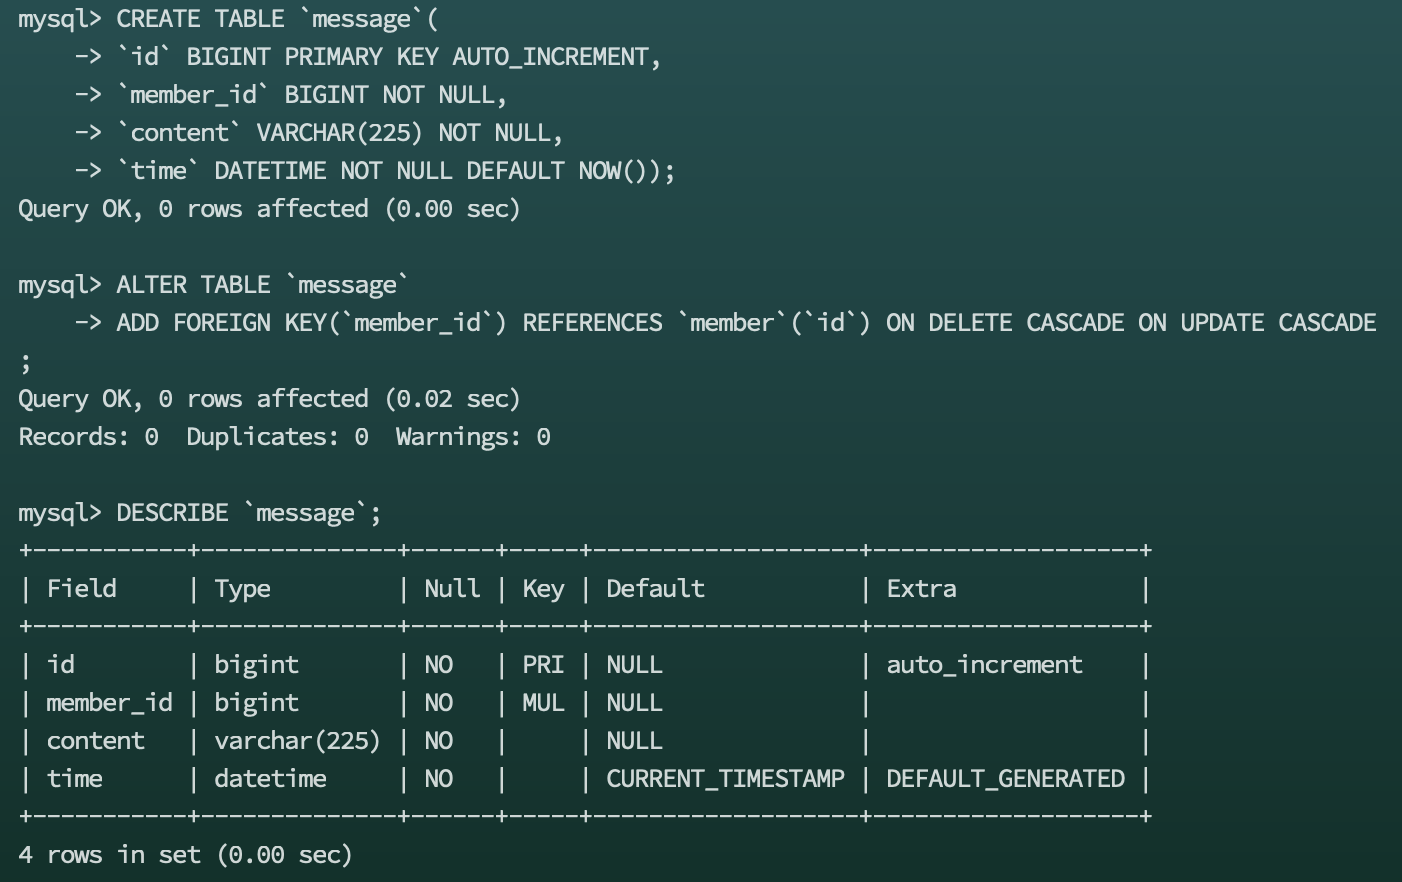 mysql> CREATE TABLE `message`(
    -> `id` BIGINT PRIMARY KEY AUTO_INCREMENT,
    -> `member_id` BIGINT NOT NULL,
    -> `content` VARCHAR(225) NOT NULL,
    -> `time` DATETIME NOT NULL DEFAULT NOW());
Query OK, 0 rows affected (0.00 sec)

mysql> ALTER TABLE `message`
    -> ADD FOREIGN KEY(`member_id`) REFERENCES `member`(`id`) ON DELETE CASCADE ON UPDATE CASCADE
;
Query OK, 0 rows affected (0.02 sec)
Records: 0  Duplicates: 0  Warnings: 0

mysql> DESCRIBE `message`;
+-----------+--------------+------+-----+-------------------+-------------------+
| Field     | Type         | Null | Key | Default           | Extra             |
+-----------+--------------+------+-----+-------------------+-------------------+
| id        | bigint       | NO   | PRI | NULL              | auto_increment    |
| member_id | bigint       | NO   | MUL | NULL              |                   |
| content   | varchar(225) | NO   |     | NULL              |                   |
| time      | datetime     | NO   |     | CURRENT_TIMESTAMP | DEFAULT_GENERATED |
+-----------+--------------+------+-----+-------------------+-------------------+
4 rows in set (0.00 sec)